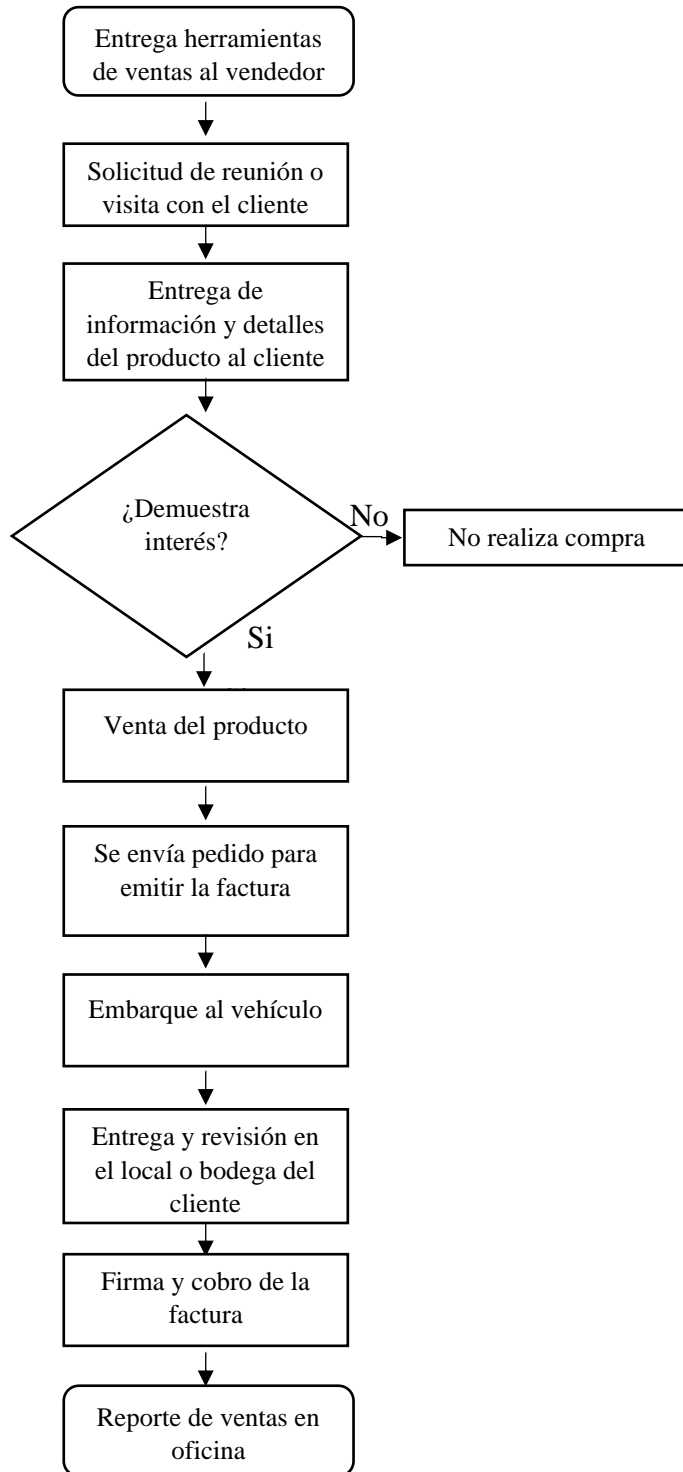 Entrega herramientas
de ventas al vendedor
Solicitud de reunión o
visita con el cliente
Entrega de
información y detalles
del producto al cliente
¿Demuestra
interés?
No
No realiza compra
Si
Venta del producto
Se envía pedido para
emitir la factura
Embarque al vehículo
Entrega y revisión en
el local o bodega del
cliente
Firma y cobro de la
factura
Reporte de ventas en
oficina